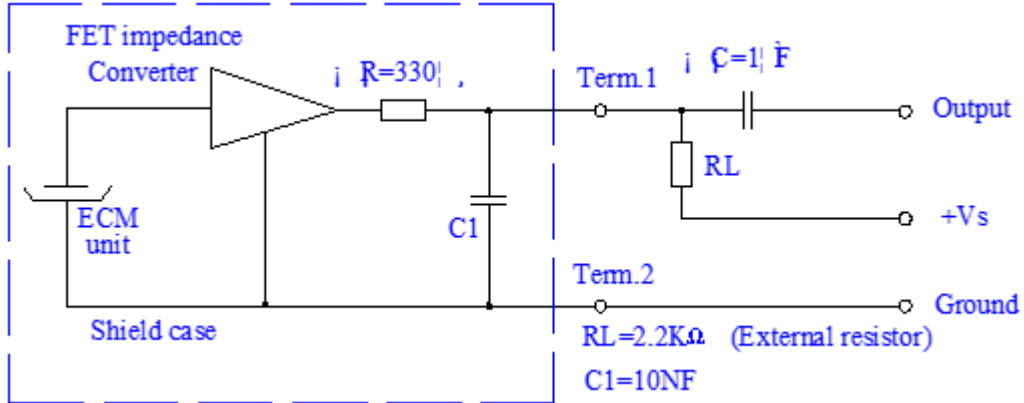 FET impedance
Converter
¡ R=330¦ ¸
Term.1
¡ C=1¦ F
Output
RL
+Vs
ECM
unit
C1
Term.2
Ground
Shield case
RL=2.2KΩ (External resistor)
C1=10NF